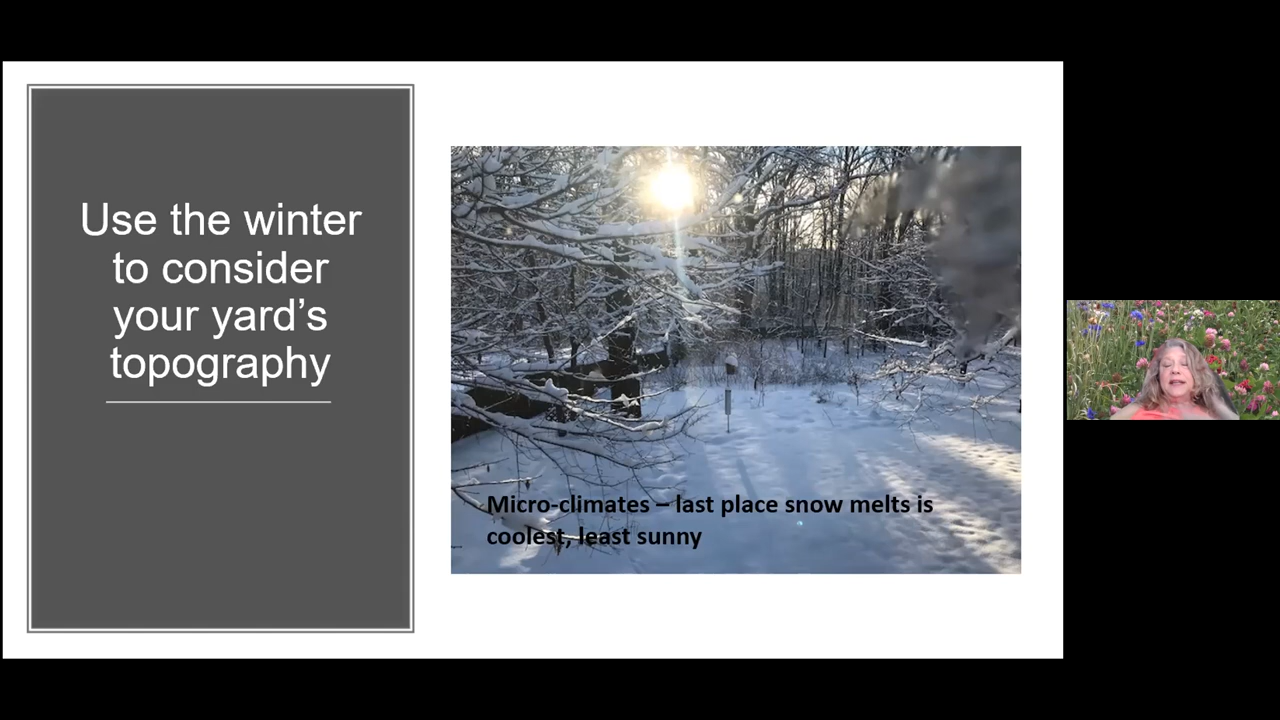 Use the winter
to consider
your yard’s
topography
Micro-climates – last place snow melts is
coolest, least sunny